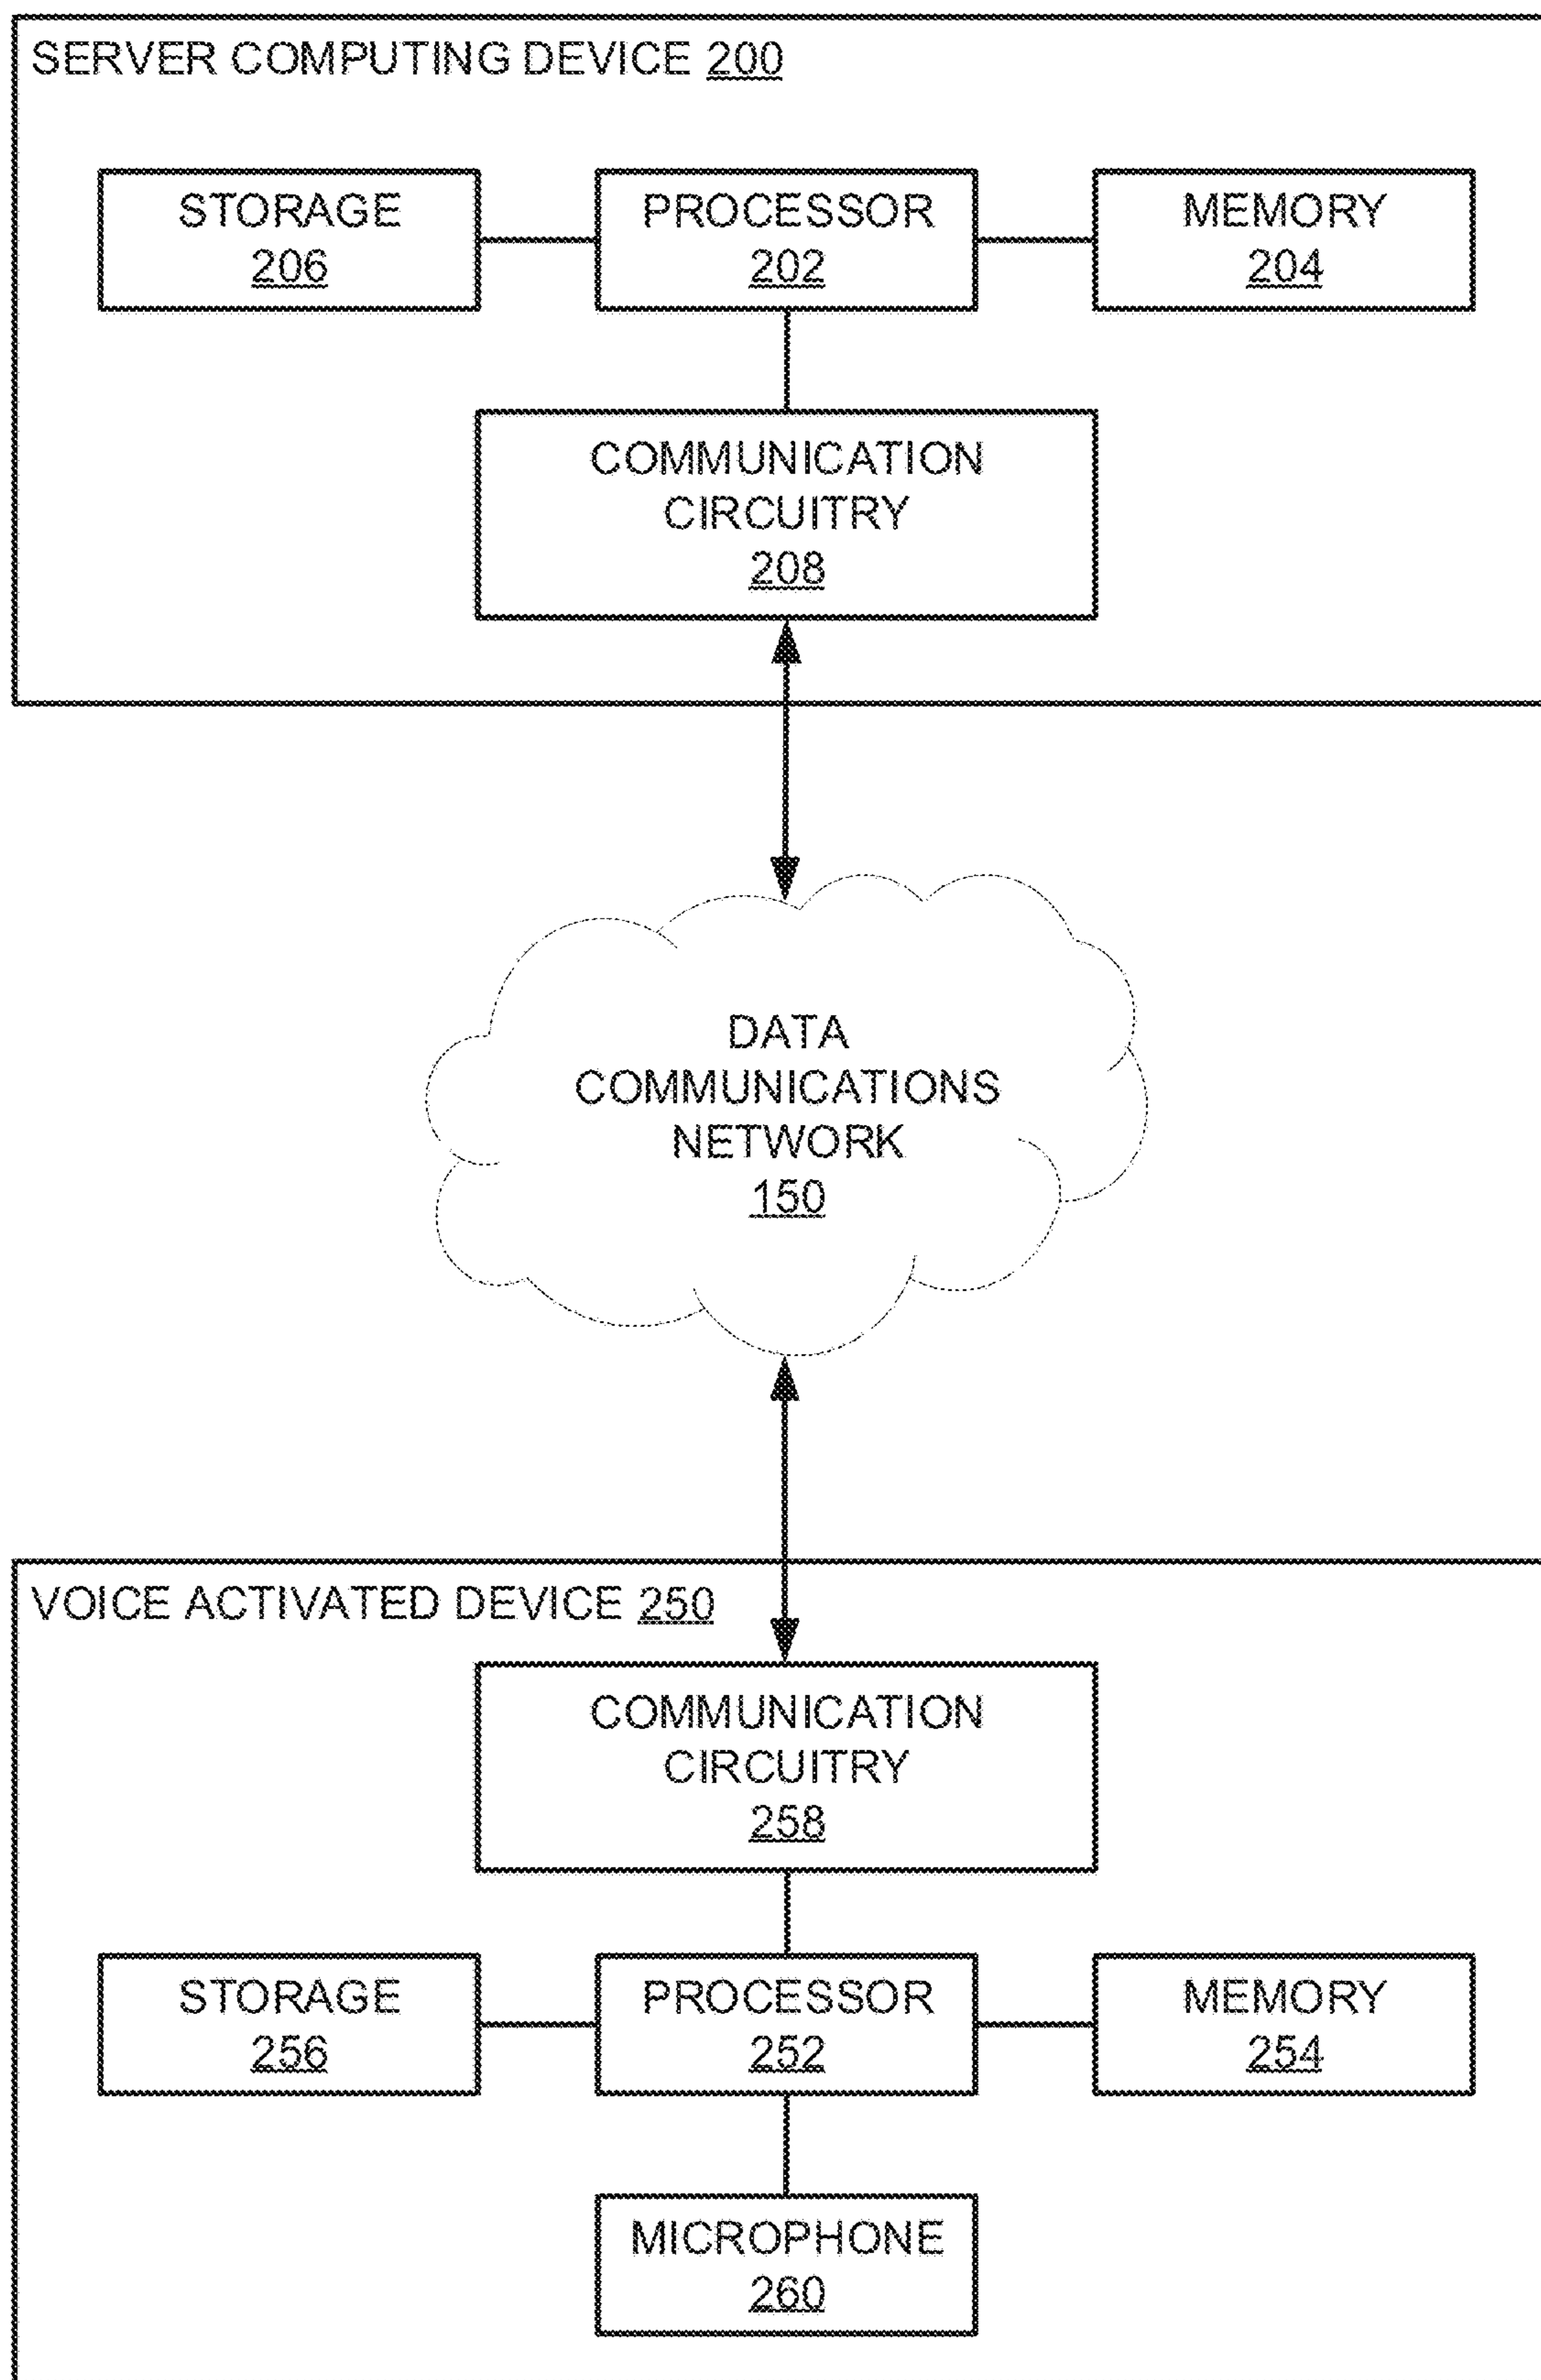 SERVER COMPUTING DEVICE 200
STORAGE
206
PROCESSOR
202
MEMORY
204
COMMUNICATION
CIRCUITRY
208
DATA
COMMUNICATIONS
NETWORK
150
VOICE ACTIVATED DEVICE 250
COMMUNICATION
CIRCUITRY
258
STORAGE
256
PROCESSOR
252
MEMORY
254
MICROPHONE
260